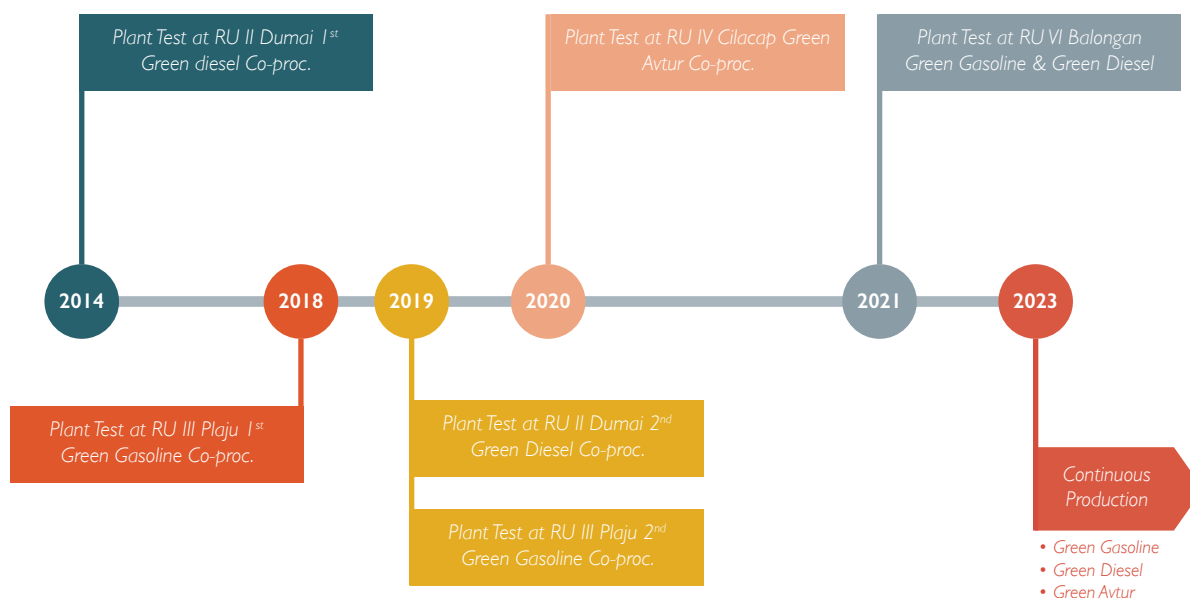 Plant Test at RU II Dumai 1st
Green diesel Co-proc.
Plant Test at RU IV Cilacap Green
Avtur Co-proc.
Plant Test at RU VI Balongan
Green Gasoline & Green Diesel
2014
2018
2019
2020
2021
2023
Plant Test at RU III Plaju 1st
Green Gasoline Co-proc.
Plant Test at RU II Dumai 2nd
Green Diesel Co-proc.
Plant Test at RU III Plaju 2nd
Green Gasoline Co-proc.
Continuous
Production
• Green Gasoline
• Green Diesel
• Green Avtur